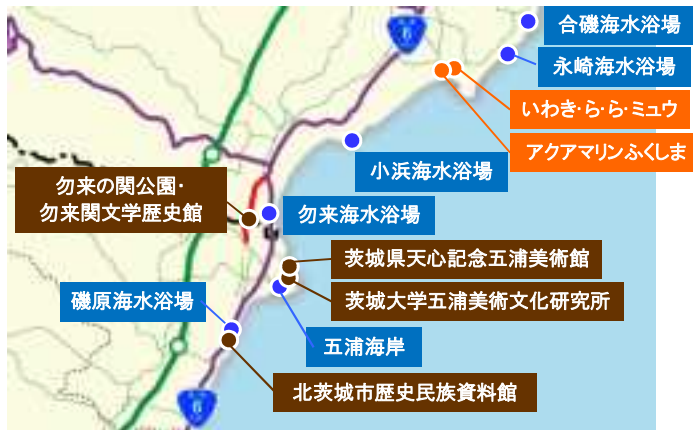 合磯海水浴場
永崎海水浴場
いわき・ら・ら・ミュウ
アクアマリンふくしま
小浜海水浴場
勿来の関公園・
勿来関文学歴史館
勿来海水浴場
茨城県天心記念五浦美術館
茨城大学五浦美術文化研究所
磯原海水浴場
五浦海岸
北茨城市歴史民族資料館
6
6